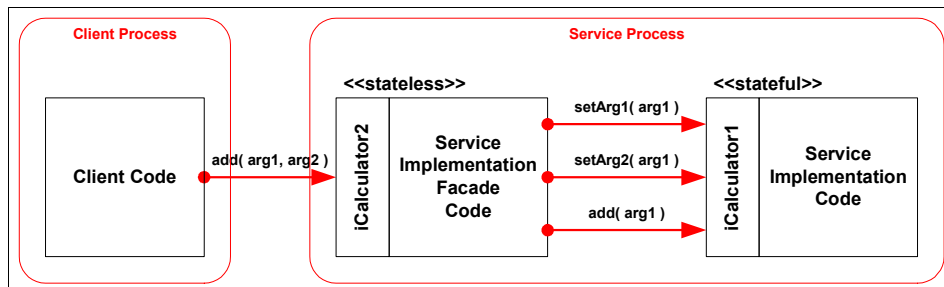 Client Process
Service Process
<<stateless>>
<<stateful>>
Client Code
add( arg1, arg2 )
iCalculator2
Service
Implementation
Facade
Code
setArg1( arg1 )
setArg2( arg1 )
add( arg1 )
iCalculator1
Service
Implementation
Code